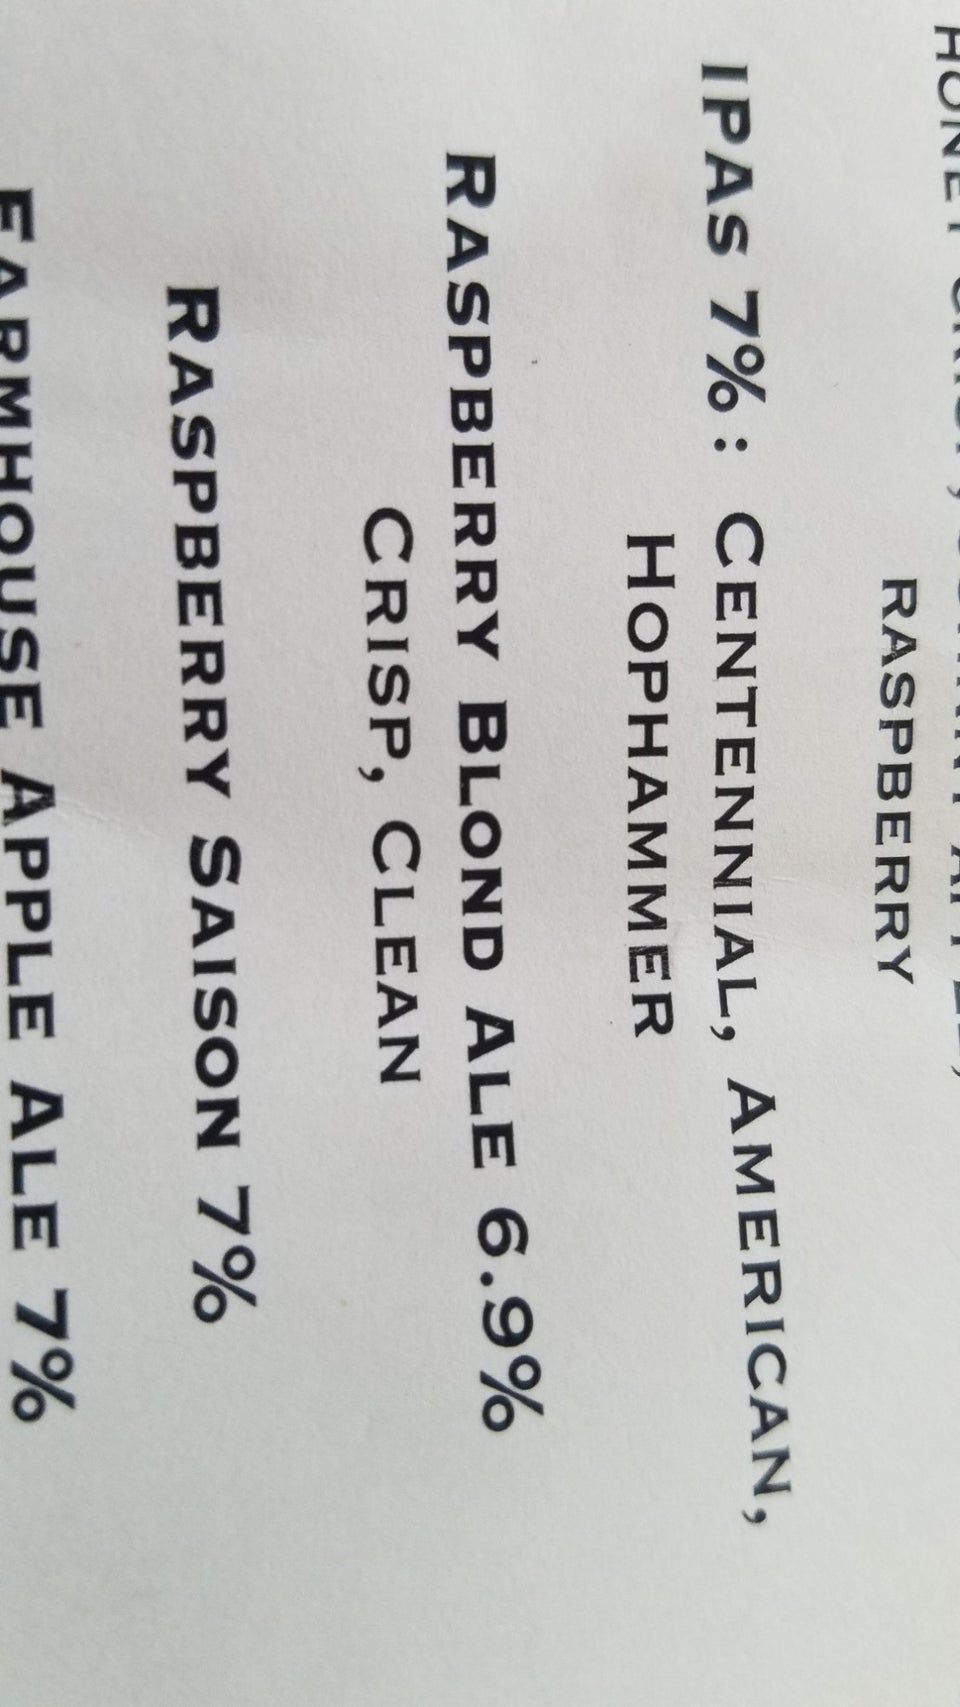 RASPBERRY
IPAS 7%: CENTENNIAL, AMERICAN,
HOPHAMMER
RASPBERRY BLOND ALE 6.9%
CRISP, CLEAN
RASPBERRY SAISON 7%
FARMHOUSE APPLE ALE 7%